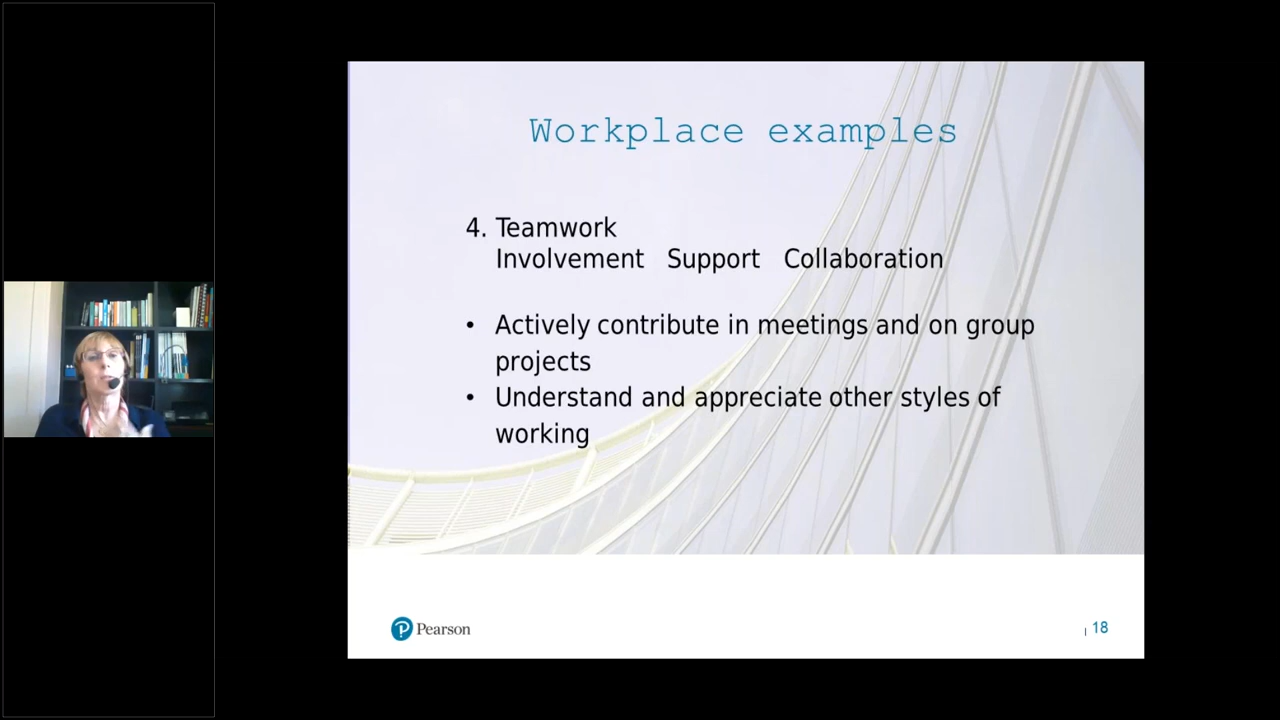 Workplace examples
4. Teamwork
Involvement Support Collaboration
• Actively contribute in meetings and on group
projects
• Understand and appreciate other styles of
working
Pearson
18